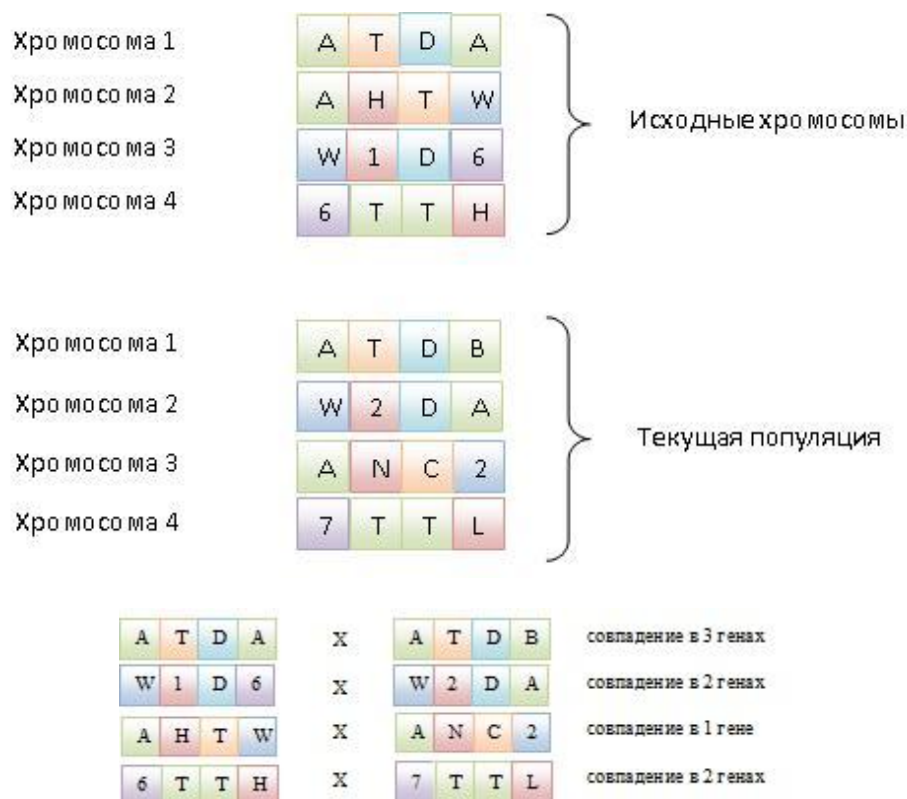 Хромосома 1 A T D A
Хромосома 2 A H T W
Хромосома 3 W 1 D 6
Хромосома 4 6 T T H
Исходные хромосомы
Хромосома 1 A T D B
Хромосома 2 W 2 D A
Хромосома 3 A N C 2
Хромосома 4 7 T T L
Текущая популяция
A T D A X A T D B совпадение в 3 генах
W 1 D 6 X W 2 D A совпадение в 2 генах
A H T W X A N C 2 совпадение в 1 гене
6 T T H X 7 T T L совпадение в 2 генах